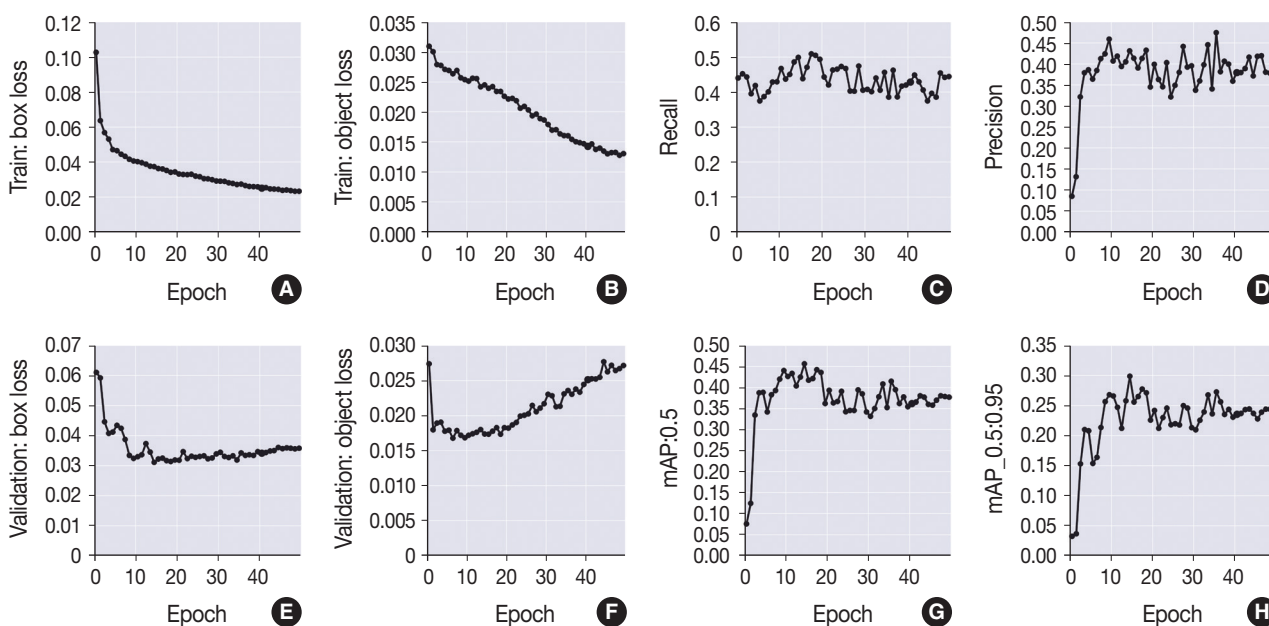 Train: box loss
0.12
0.10
0.08
0.06
0.04
0.02
0.00
0 10 20 30 40
Epoch
A
Train: object loss
0.035
0.030
0.025
0.020
0.015
0.010
0.005
0.000
0 10 20 30 40
Epoch
B
Recall
0.6
0.5
0.4
0.3
0.2
0.1
0
0 10 20 30 40
Epoch
C
Precision
0.50
0.45
0.40
0.35
0.30
0.25
0.20
0.15
0.10
0.05
0.00
0 10 20 30 40
Epoch
D
Validation: box loss
0.07
0.06
0.05
0.04
0.03
0.02
0.01
0
0 10 20 30 40
Epoch
E
Validation: object loss
0.030
0.025
0.020
0.015
0.010
0.005
0
0 10 20 30 40
Epoch
F
mAP:0.5
0.50
0.45
0.40
0.35
0.30
0.25
0.20
0.15
0.10
0.05
0.00
0 10 20 30 40
Epoch
G
mAP_0.5:0.95
0.35
0.30
0.25
0.20
0.15
0.10
0.05
0.00
0 10 20 30 40
Epoch
H